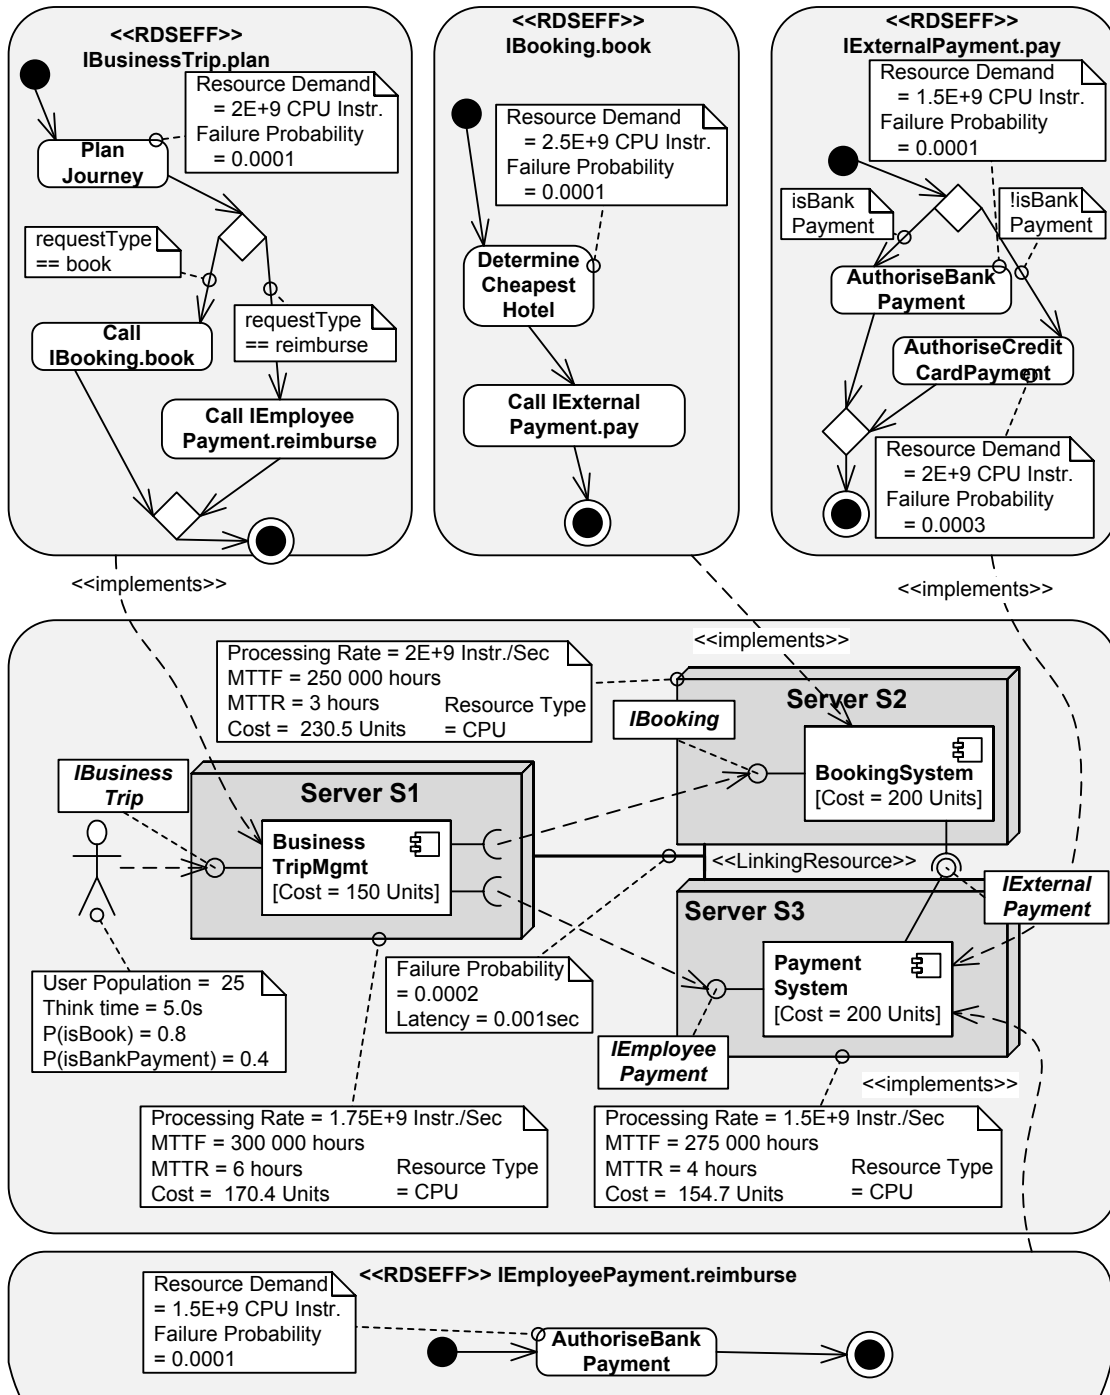 <<RDSEFF>>
IBusinessTrip.plan
Resource Demand
= 2E+9 CPU Instr.
Failure Probability
= 0.0001
Plan
Journey
requestType
== book
requestType
== reimburse
Call
IBooking.book
Call IEmployee
Payment.reimburse
<<RDSEFF>>
IBooking.book
Resource Demand
= 2.5E+9 CPU Instr.
Failure Probability
= 0.0001
Determine
Cheapest
Hotel
Call IExternal
Payment.pay
<<RDSEFF>>
IExternalPayment.pay
Resource Demand
= 1.5E+9 CPU Instr.
Failure Probability
= 0.0001
isBank
Payment
!isBank
Payment
AuthoriseBank
Payment
AuthoriseCredit
CardPayment
Resource Demand
= 2E+9 CPU Instr.
Failure Probability
= 0.0003
<<implements>>
<<implements>>
<<implements>>
Processing Rate = 2E+9 Instr./Sec
MTTF = 250 000 hours
MTTR = 3 hours
Cost = 230.5 Units
Resource Type
= CPU
Server S2
IBooking
BookingSystem
[Cost = 200 Units]
IBusiness
Trip
Server S1
Business
TripMgmt
[Cost = 150 Units]
<<LinkingResource>>
IExternal
Payment
Server S3
Payment
System
[Cost = 200 Units]
User Population = 25
Think time = 5.0s
P(isBook) = 0.8
P(isBankPayment) = 0.4
Failure Probability
= 0.0002
Latency = 0.001sec
IEmployee
Payment
<<implements>>
Processing Rate = 1.75E+9 Instr./Sec
MTTF = 300 000 hours
MTTR = 6 hours
Cost = 170.4 Units
Resource Type
= CPU
Processing Rate = 1.5E+9 Instr./Sec
MTTF = 275 000 hours
MTTR = 4 hours
Cost = 154.7 Units
Resource Type
= CPU
<<RDSEFF>> IEmployeePayment.reimburse
Resource Demand
= 1.5E+9 CPU Instr.
Failure Probability
= 0.0001
AuthoriseBank
Payment